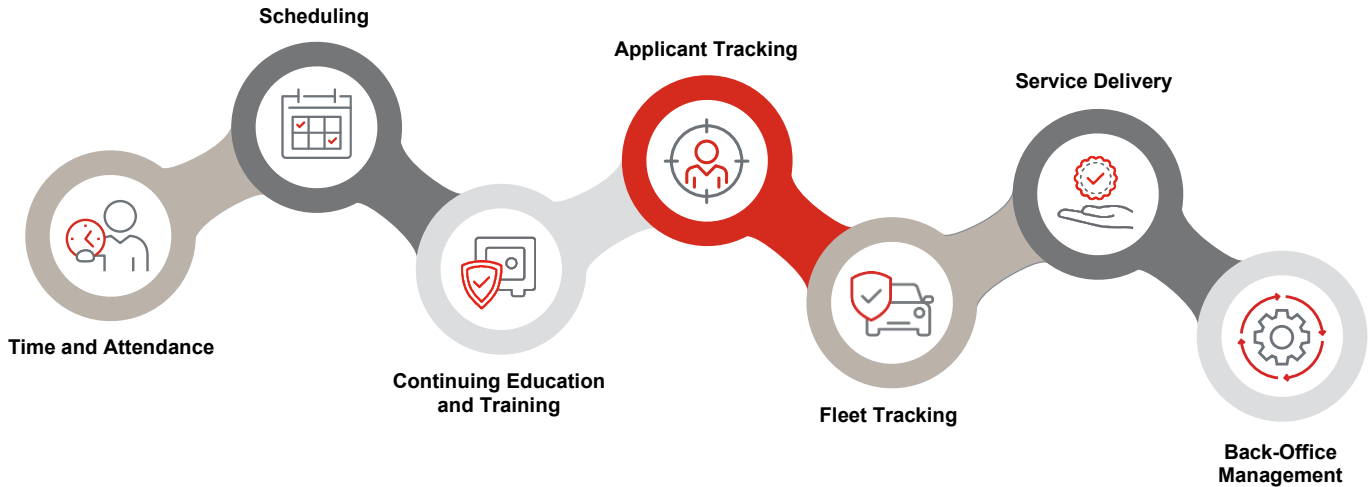 Scheduling
Applicant Tracking
Service Delivery
Time and Attendance
Continuing Education
and Training
Fleet Tracking
Back-Office
Management